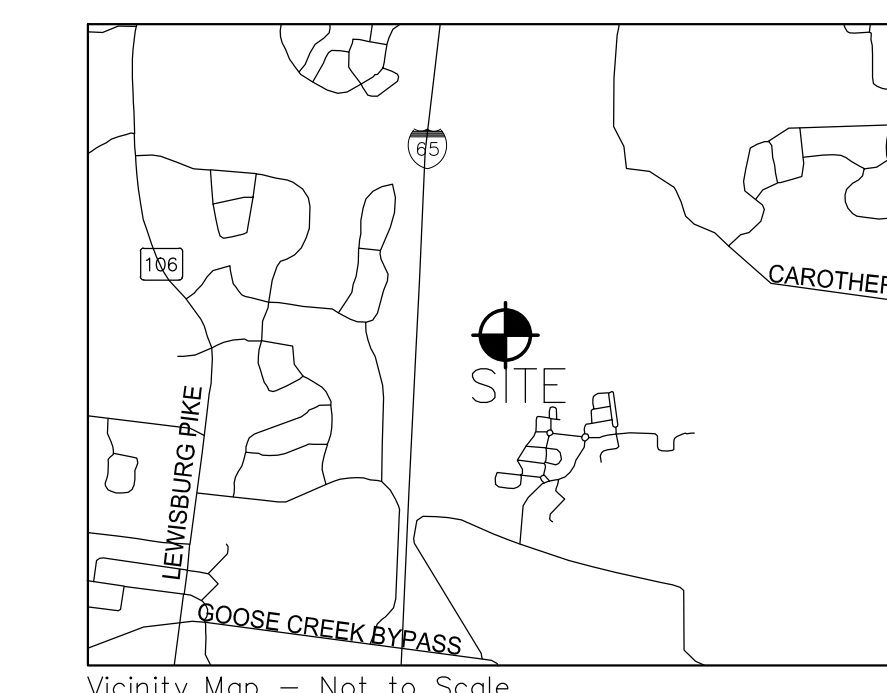 65
106
CAROTHER
SITE
LEWISBURG PIKE
GOOSE CREEK BYPASS
Vicinity Map – Not to Scale